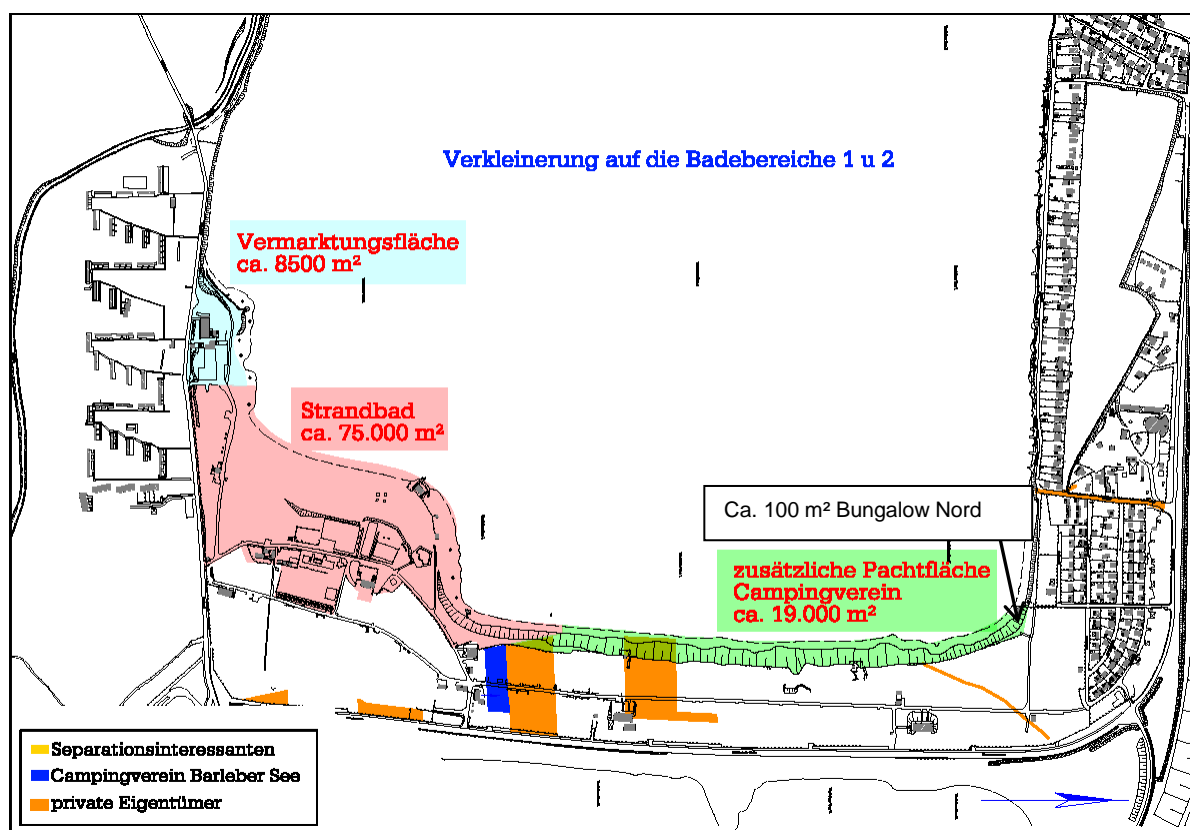 Verkleinerung auf die Badebereiche 1 u 2
Vermarktungsfläche
ca. 8500 m²
Strandbad
ca. 75.000 m²
Ca. 100 m² Bungalow Nord
zusätzliche Pachtfläche
Campingverein
ca. 19.000 m²
Separationsinteressanten
Campingverein Barleber See
private Eigentümer